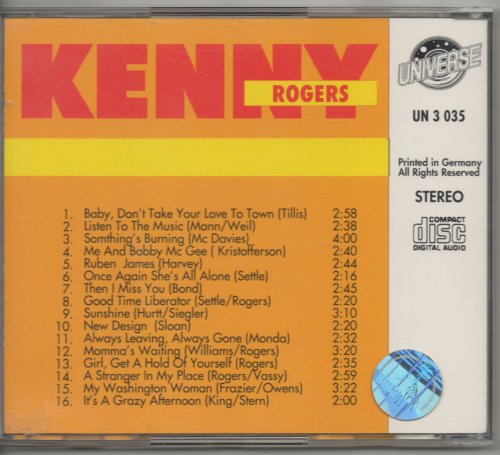 KENNY
ROGERS
UNIVERSE
UN 3 035
Printed in Germany
All Rights Reserved
STEREO
COMPACT
disc
DIGITAL AUDIO
1. Baby, Don't Take Your Love To Town (Tillis) 2:58
2. Listen To The Music (Mann/Weil) 2:38
3. Somthing's Burning (Mc Davies) 4:00
4. Me And Bobby Mc Gee ( Kristofferson) 2:40
5. Ruben James (Harvey) 2:44
6. Once Again She's All Alone (Settle) 2:16
7. Then I Miss You (Bond) 2:45
8. Good Time Liberator (Settle/Rogers) 2:20
9. Sunshine (Hurtt/Siegler) 3:10
10. New Design (Sloan) 2:20
11. Always Leaving, Always Gone (Monda) 2:32
12. Momma's Waiting (Williams/Rogers) 3:20
13. Girl, Get A Hold Of Yourself (Rogers) 2:35
14. A Stranger In My Place (Rogers/Vassy) 2:59
15. My Washington Woman (Frazier/Owens) 3:22
16. It's A Grazy Afternoon (King/Stern) 2:00